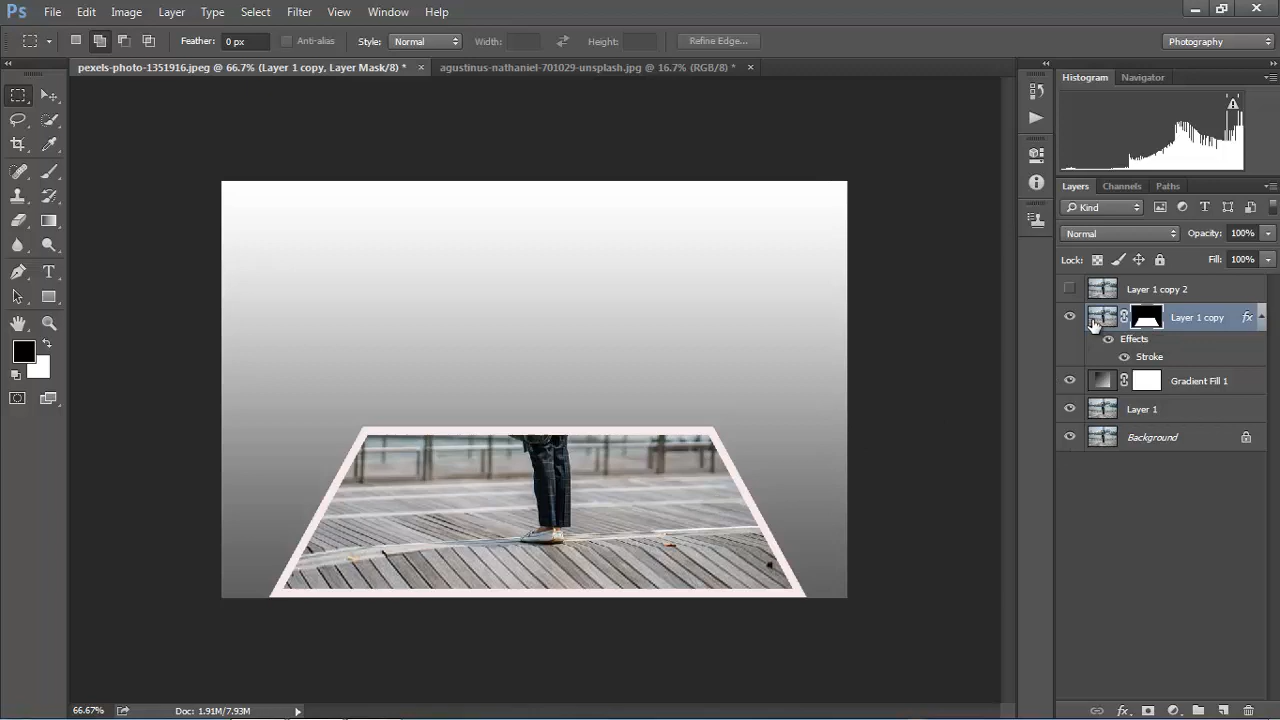 Ps File Edit Image Layer Type Select Filter View Window Help
Feather: 0 px Anti-alias Style: Normal Width: Height: Refine Edge... Photography
pexels-photo-1351916.jpeg @ 66.7% (Layer 1 copy, Layer Mask/8) * × agustinus-nathaniel-701029-unsplash.jpg @ 16.7% (RGB/8) * ×
Histogram Navigator
Layers Channels Paths
Kind
Normal Opacity: 100%
Lock: Fill: 100%
Layer 1 copy 2
Layer 1 copy fx
Effects
Stroke
Gradient Fill 1
Layer 1
Background
66.67% Doc: 1.91M/7.93M fx